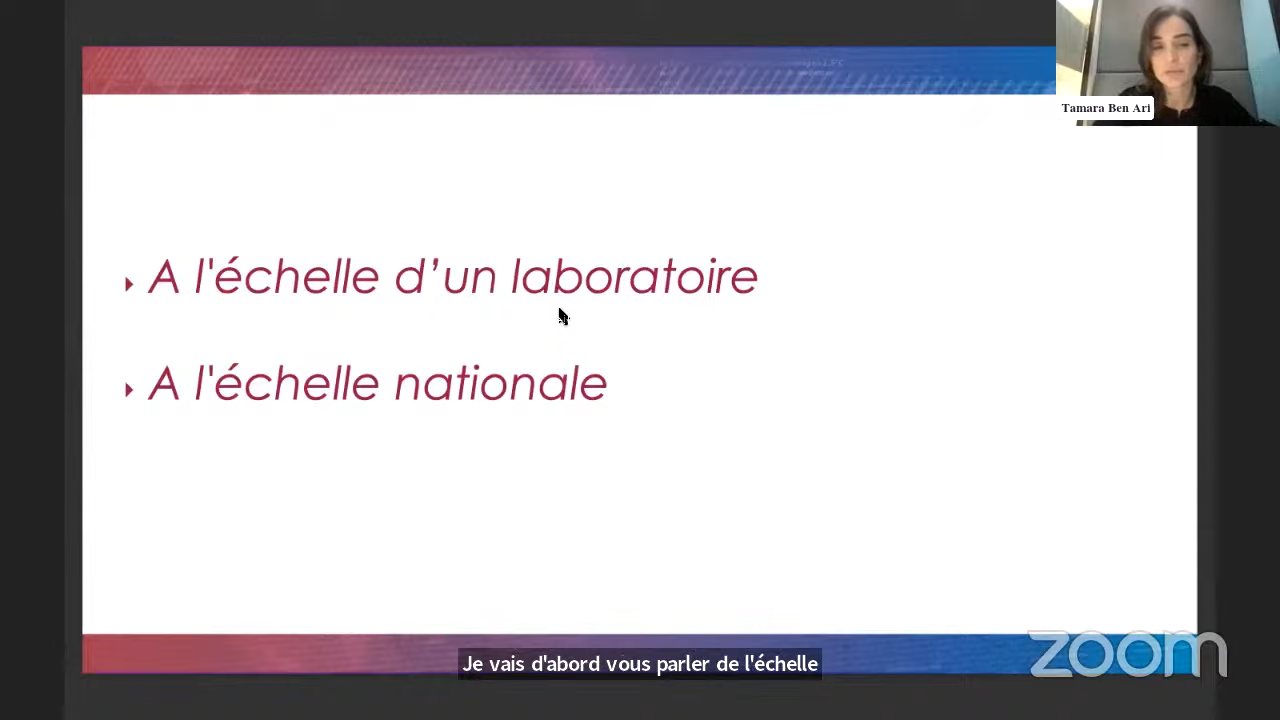 Tamara Ben Ari
A l'échelle d’un laboratoire
A l'échelle nationale
Je vais d'abord vous parler de l'échelle
zoom